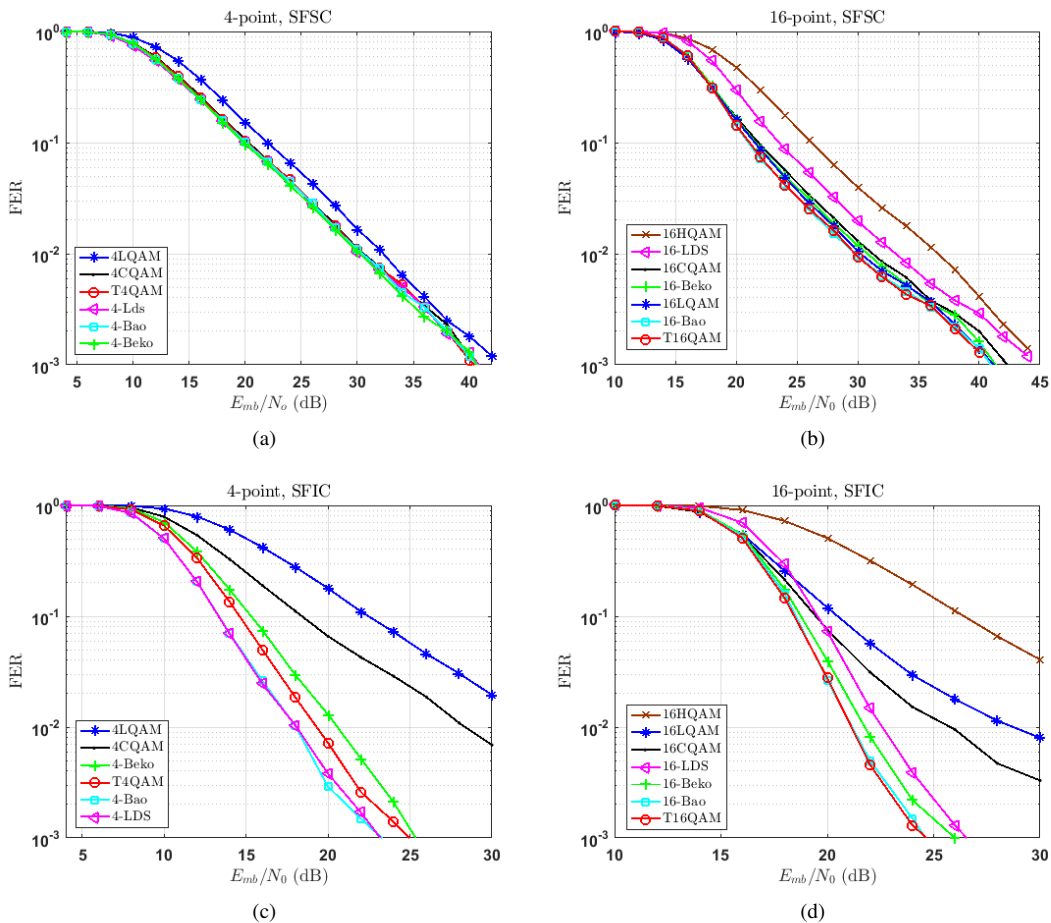 4-point, SFSC
10^0
10^-1
10^-2
10^-3
FER
4LQAM
4CQAM
T4QAM
4-Lds
4-Bao
4-Beko
5 10 15 20 25 30 35 40
E_mb/N_o (dB)
(a)
16-point, SFSC
10^0
10^-1
10^-2
10^-3
FER
16HQAM
16-LDS
16CQAM
16-Beko
16LQAM
16-Bao
T16QAM
10 15 20 25 30 35 40 45
E_mb/N_0 (dB)
(b)
4-point, SFIC
10^0
10^-1
10^-2
10^-3
FER
4LQAM
4CQAM
4-Beko
T4QAM
4-Bao
4-LDS
5 10 15 20 25 30
E_mb/N_0 (dB)
(c)
16-point, SFIC
10^0
10^-1
10^-2
10^-3
FER
16HQAM
16LQAM
16CQAM
16-LDS
16-Beko
16-Bao
T16QAM
10 15 20 25 30
E_mb/N_0 (dB)
(d)